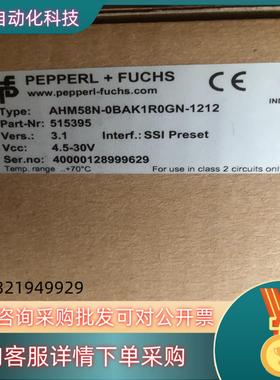 自动化科技
PEPPERL + FUCHS
www.pepperl-fuchs.com
IND
Type: AHM58N-0BAK1R0GN-1212
Part-Nr: 515395
Vers.: 3.1 Interf.: SSI Preset
Vcc: 4.5-30V
Ser.no: 40000128999629
Temp. range ..+70°C
For use in class 2 circuits only
321949929
咨询采购批发可对公开票
客服详情下单采购